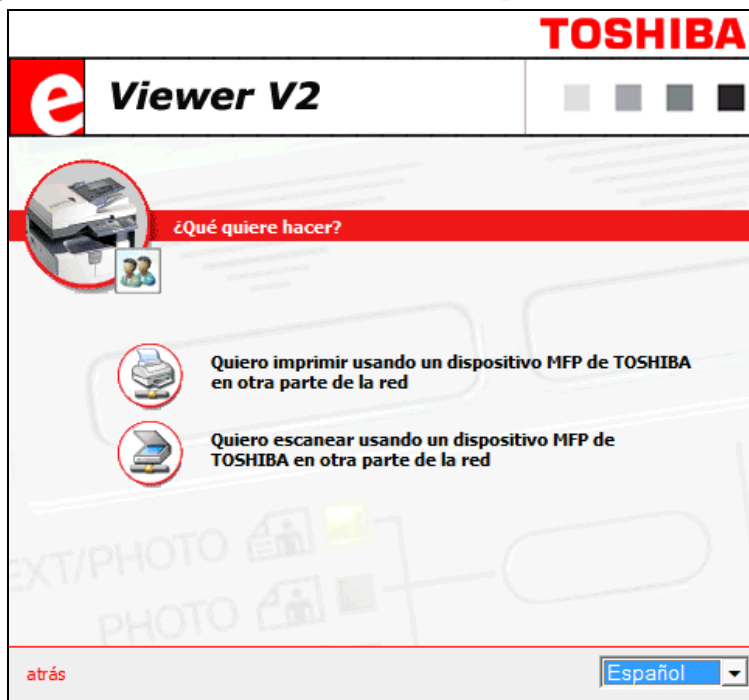 TOSHIBA
e Viewer V2
¿Qué quiere hacer?
Quiero imprimir usando un dispositivo MFP de TOSHIBA
en otra parte de la red
Quiero escanear usando un dispositivo MFP de
TOSHIBA en otra parte de la red
EXT/PHOTO
PHOTO
atrás
Español